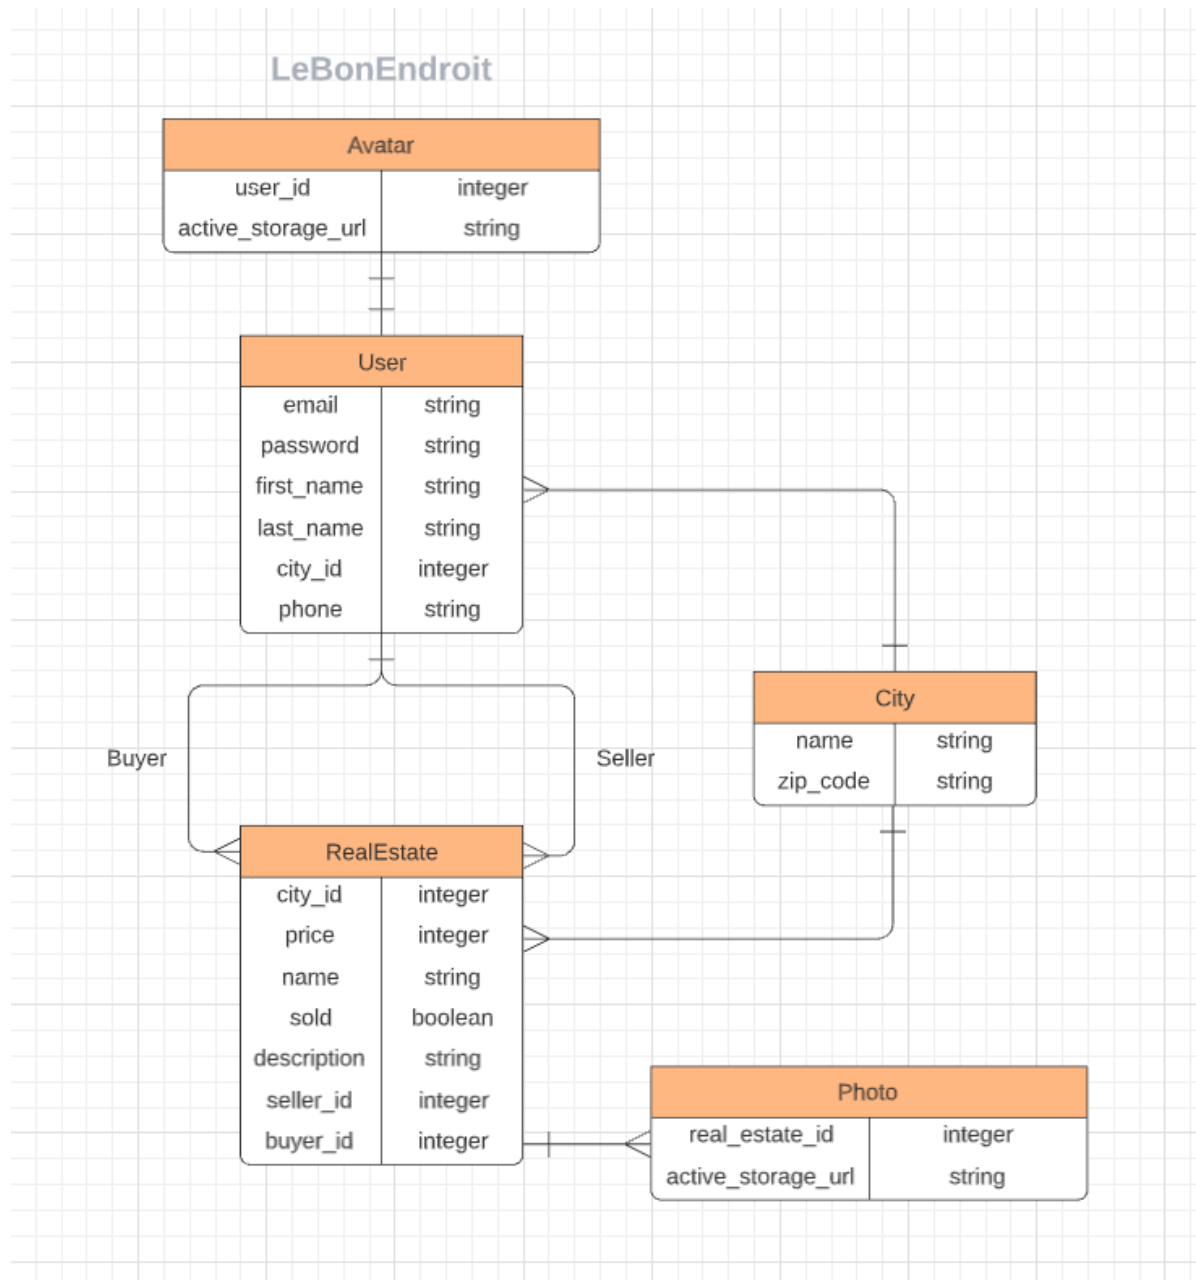 LeBonEndroit
Avatar
user_id integer
active_storage_url string
User
email string
password string
first_name string
last_name string
city_id integer
phone string
Buyer
Seller
City
name string
zip_code string
RealEstate
city_id integer
price integer
name string
sold boolean
description string
seller_id integer
buyer_id integer
Photo
real_estate_id integer
active_storage_url string